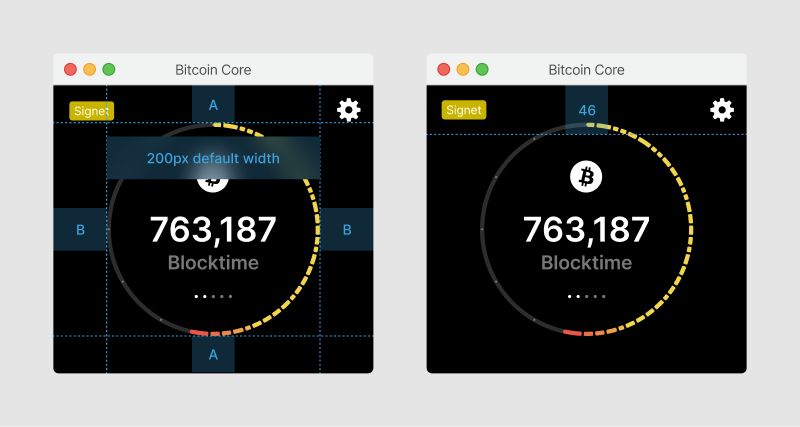 Bitcoin Core
Signet
A
200px default width
B
B
763,187
Blocktime
A
Bitcoin Core
Signet
46
763,187
Blocktime